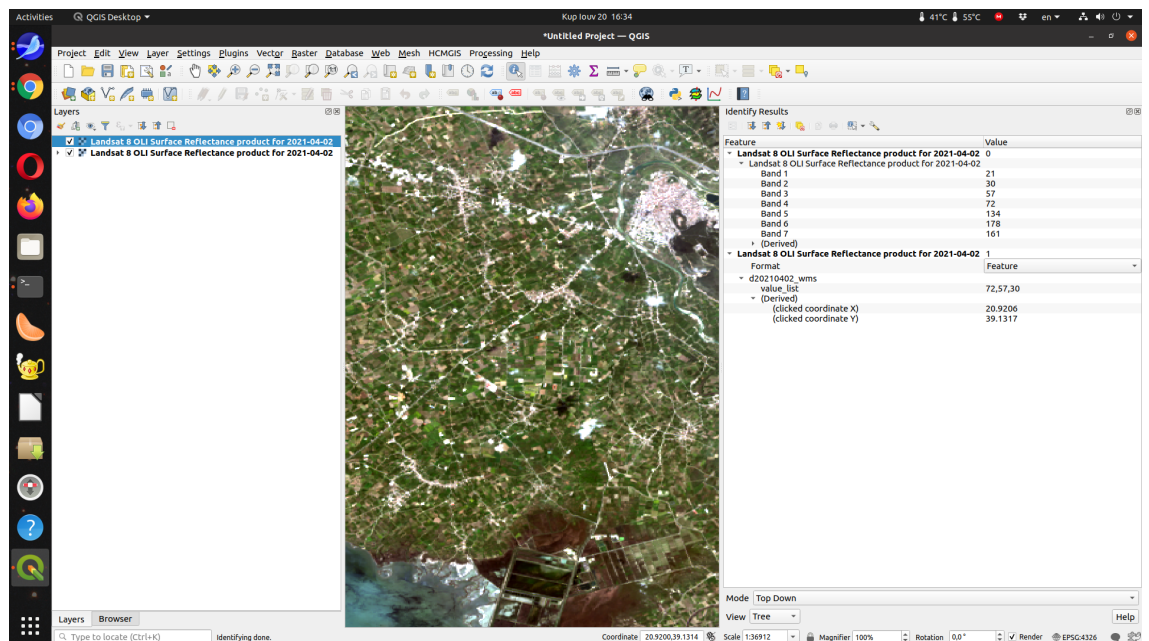 Activities QGIS Desktop Κυρ Ιουν 20 16:34 41°C 55°C en
*Untitled Project — QGIS
Project Edit View Layer Settings Plugins Vector Raster Database Web Mesh HCMGIS Processing Help
Layers
Landsat 8 OLI Surface Reflectance product for 2021-04-02
Landsat 8 OLI Surface Reflectance product for 2021-04-02
Identify Results
Feature Value
Landsat 8 OLI Surface Reflectance product for 2021-04-02 0
Landsat 8 OLI Surface Reflectance product for 2021-04-02
Band 1 21
Band 2 30
Band 3 57
Band 4 72
Band 5 134
Band 6 178
Band 7 161
(Derived)
Landsat 8 OLI Surface Reflectance product for 2021-04-02 1
Format Feature
d20210402_wms
value_list 72,57,30
(Derived)
(clicked coordinate X) 20.9206
(clicked coordinate Y) 39.1317
Mode Top Down
View Tree Help
Layers Browser
Type to locate (Ctrl+K) Identifying done. Coordinate 20.9200,39.1314 Scale 1:36912 Magnifier 100% Rotation 0,0° Render EPSG:4326